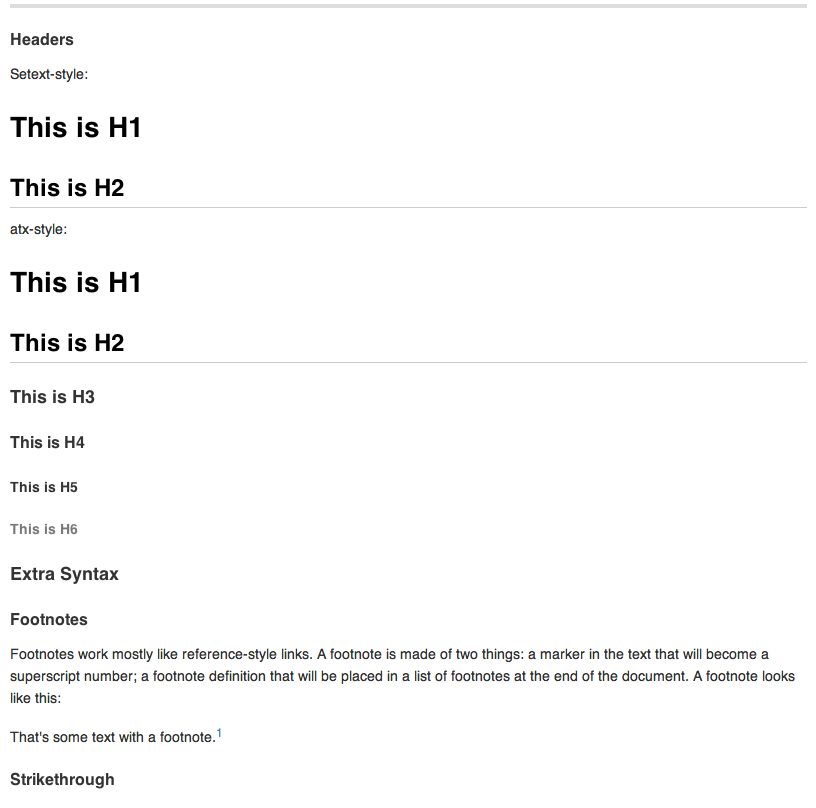 Headers
Setext-style:
This is H1
This is H2
atx-style:
This is H1
This is H2
This is H3
This is H4
This is H5
This is H6
Extra Syntax
Footnotes
Footnotes work mostly like reference-style links. A footnote is made of two things: a marker in the text that will become a
superscript number; a footnote definition that will be placed in a list of footnotes at the end of the document. A footnote looks
like this:
That's some text with a footnote.1
Strikethrough